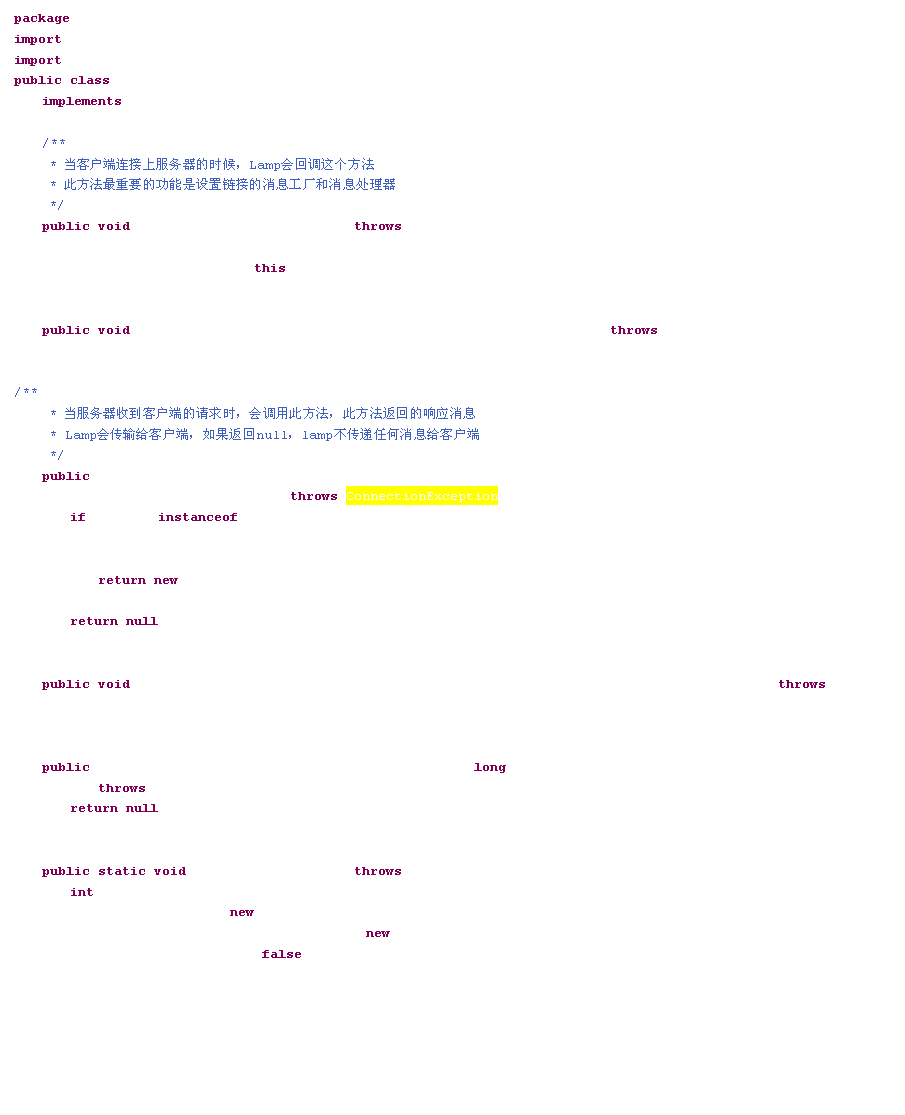 package
import
import
public class
implements
/**
* 当客户端连接上服务器的时候，Lamp会回调这个方法
* 此方法最重要的功能是设置链接的消息工厂和消息处理器
*/
public void throws
this
public void throws
/**
* 当服务器收到客户端的请求时，会调用此方法，此方法返回的响应消息
* Lamp会传输给客户端，如果返回null，lamp不传递任何消息给客户端
*/
public
throws ConnectionException
if instanceof
return new
return null
public void throws
public long
throws
return null
public static void throws
int
new
new
false